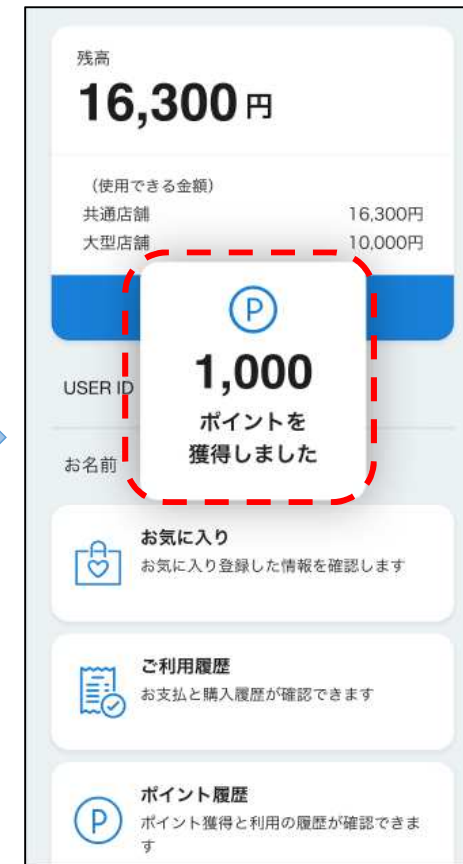 残高
16,300円
（使用できる金額）
共通店舗 16,300円
大型店舗 10,000円
P
1,000
ポイントを
獲得しました
USER ID
お名前
お気に入り
お気に入り登録した情報を確認します
ご利用履歴
お支払と購入履歴が確認できます
P
ポイント履歴
ポイント獲得と利用の履歴が確認できま
す